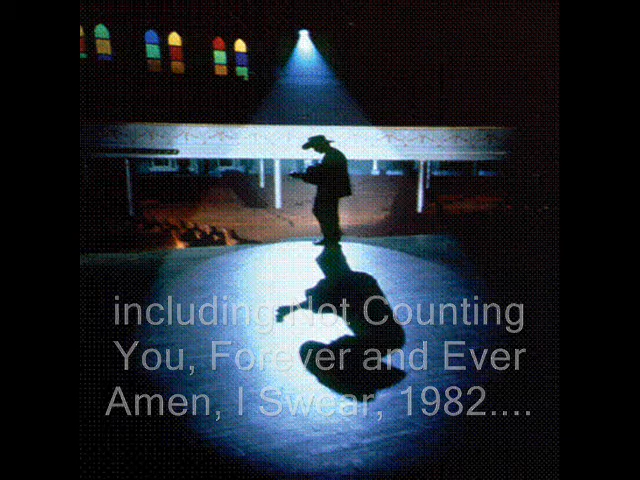 including Not Counting
You, Forever and Ever
Amen, I Swear, 1982....